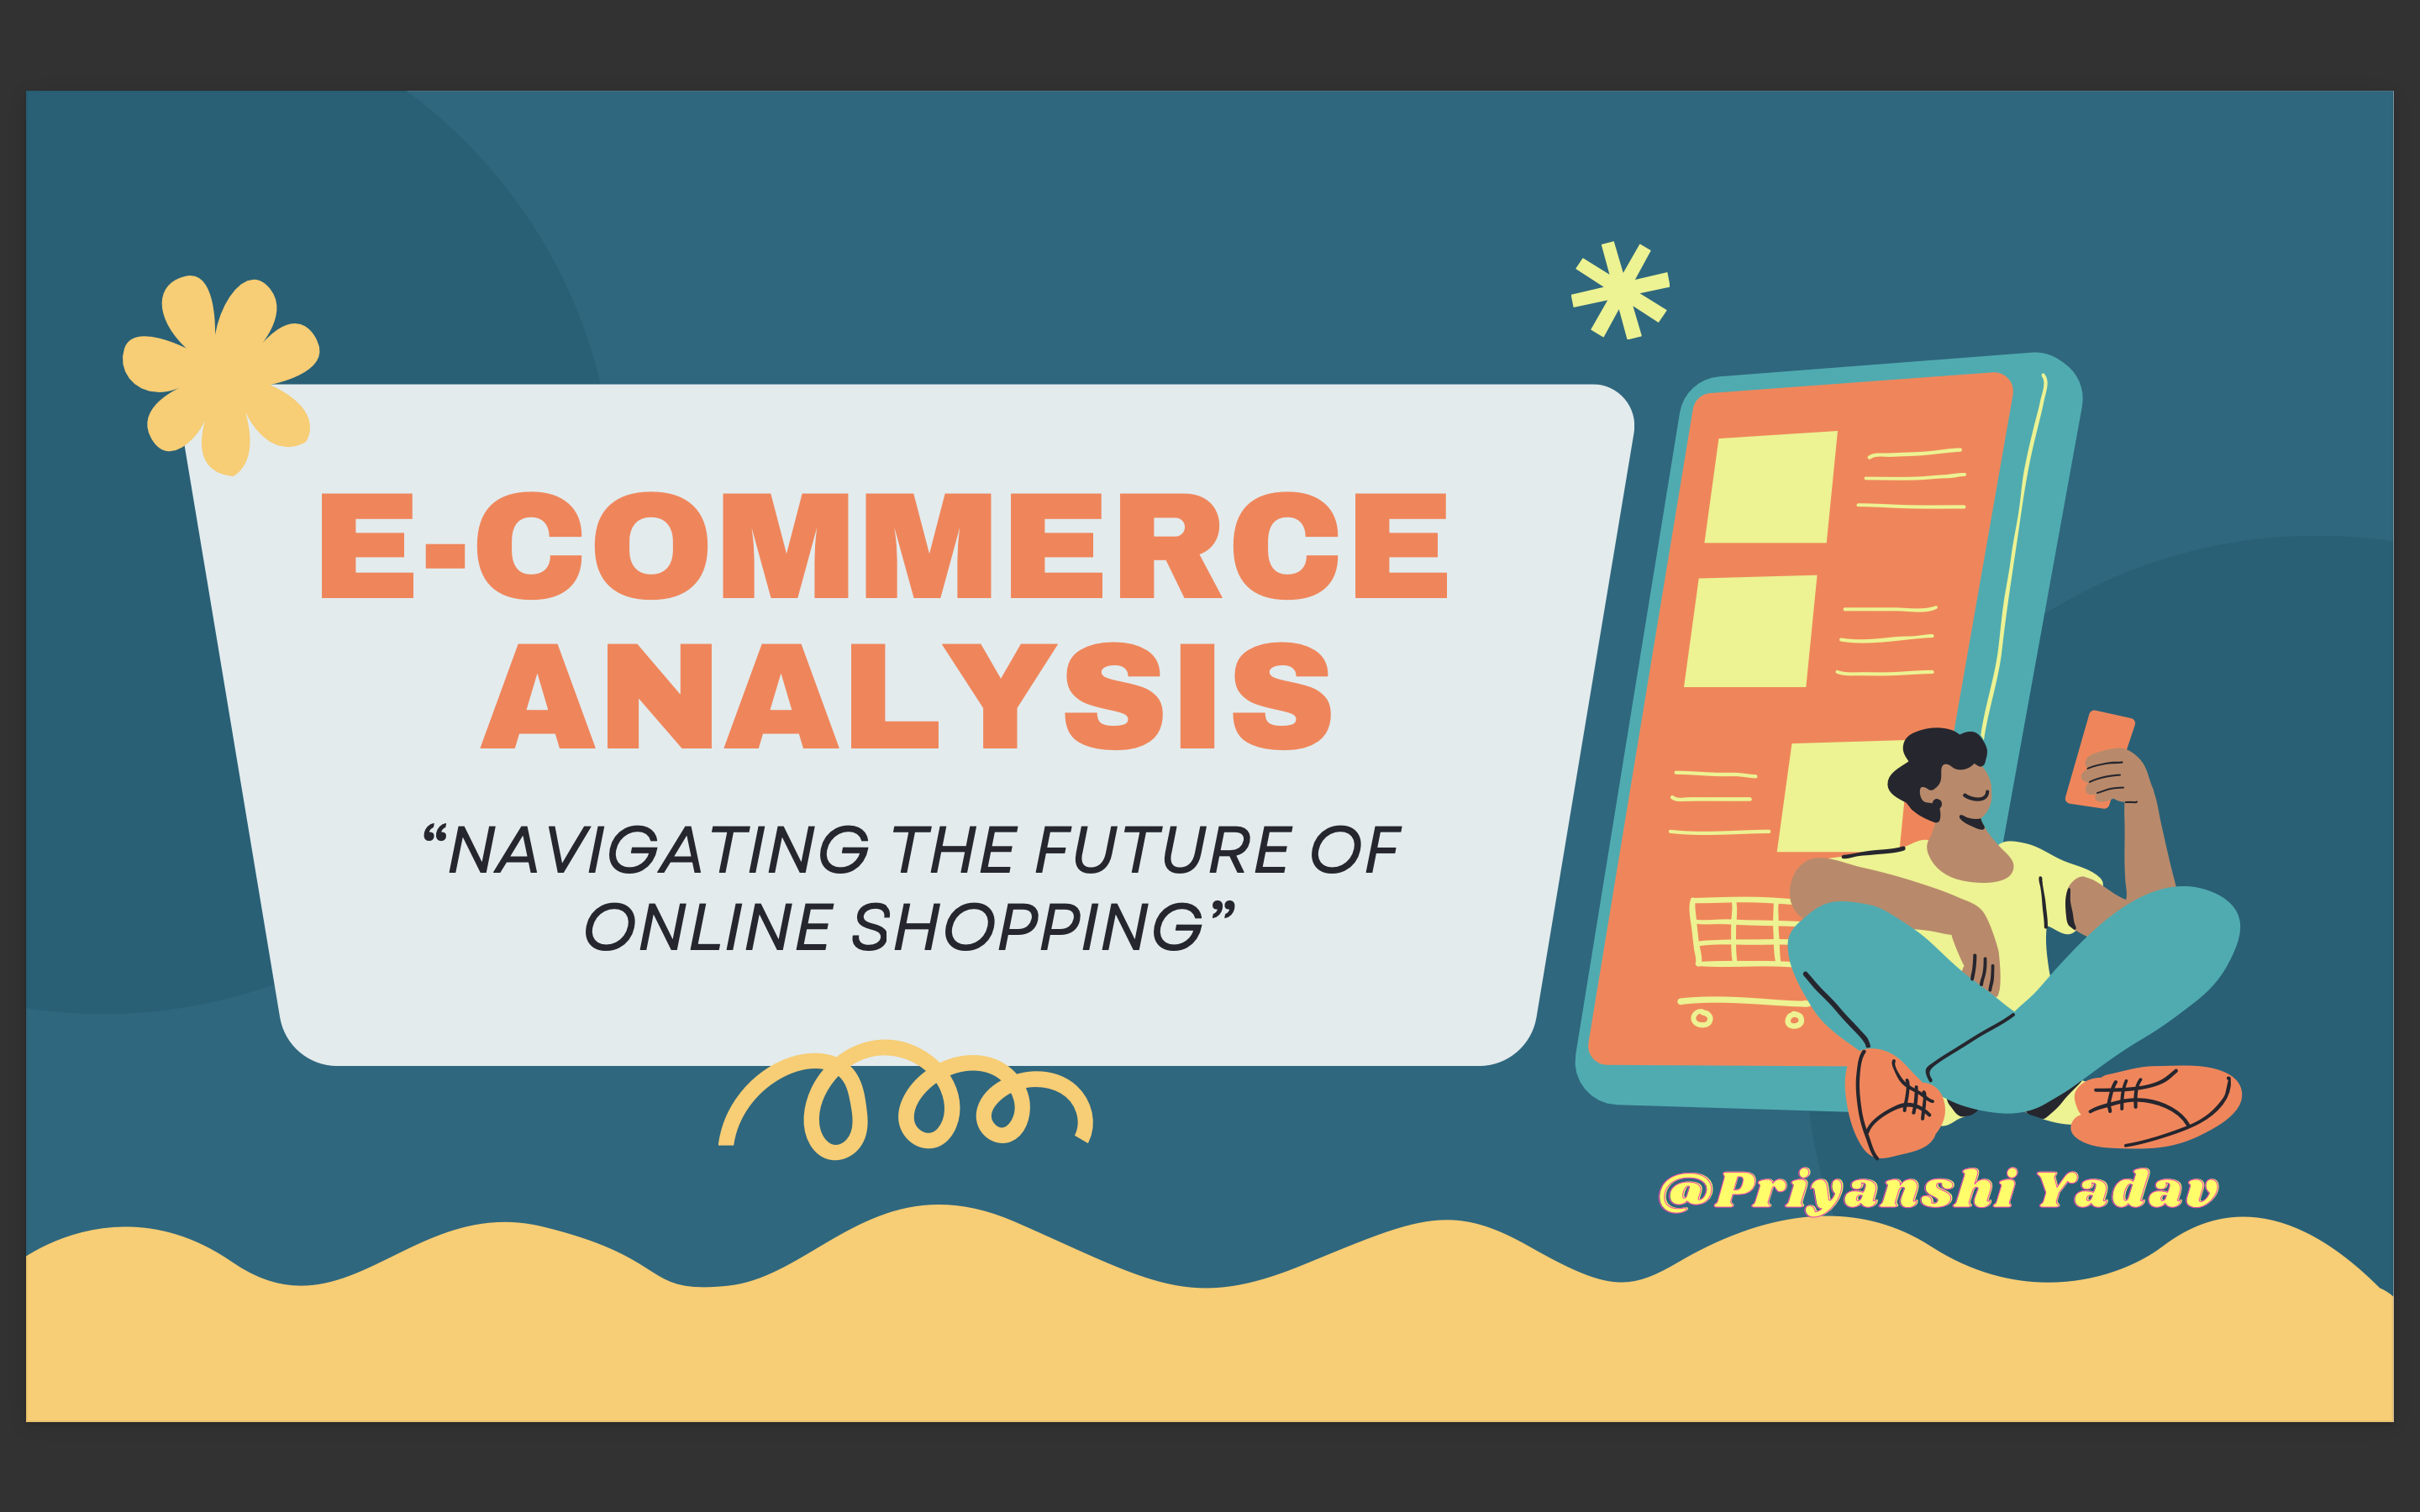 E-COMMERCE
ANALYSIS
“NAVIGATING THE FUTURE OF
ONLINE SHOPPING”
@Priyanshi Yadav